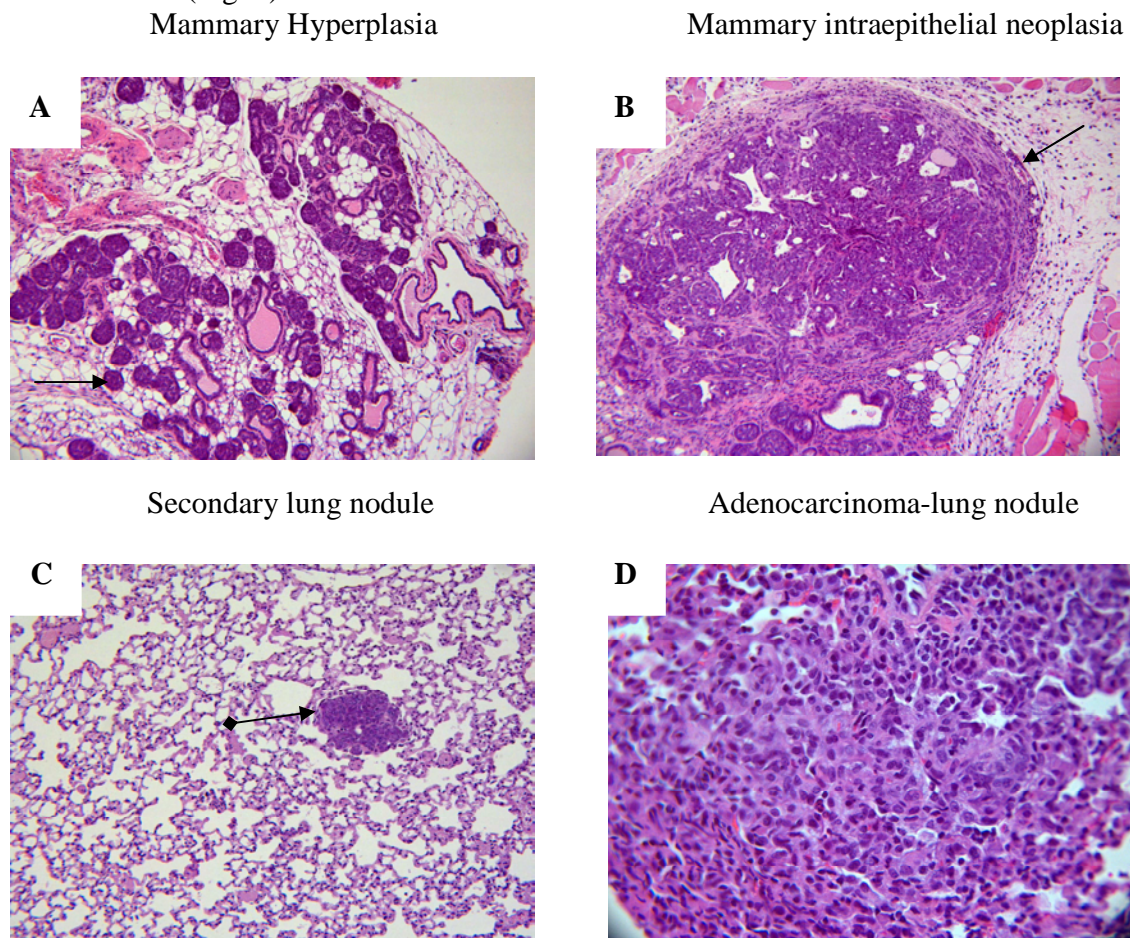 Mammary Hyperplasia
Mammary intraepithelial neoplasia
A
B
Secondary lung nodule
Adenocarcinoma-lung nodule
C
D